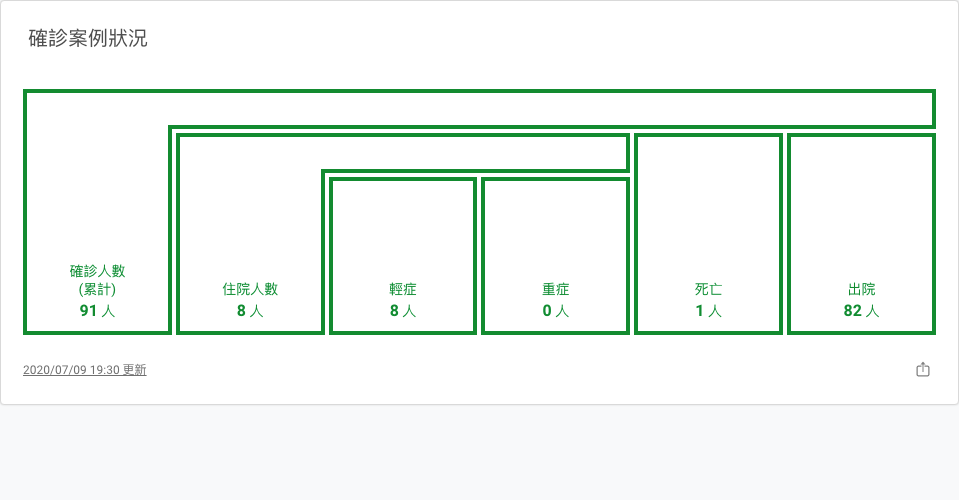 確診案例狀況
確診人數
(累計)
91 人
住院人數
8 人
輕症
8 人
重症
0 人
死亡
1 人
出院
82 人
2020/07/09 19:30 更新